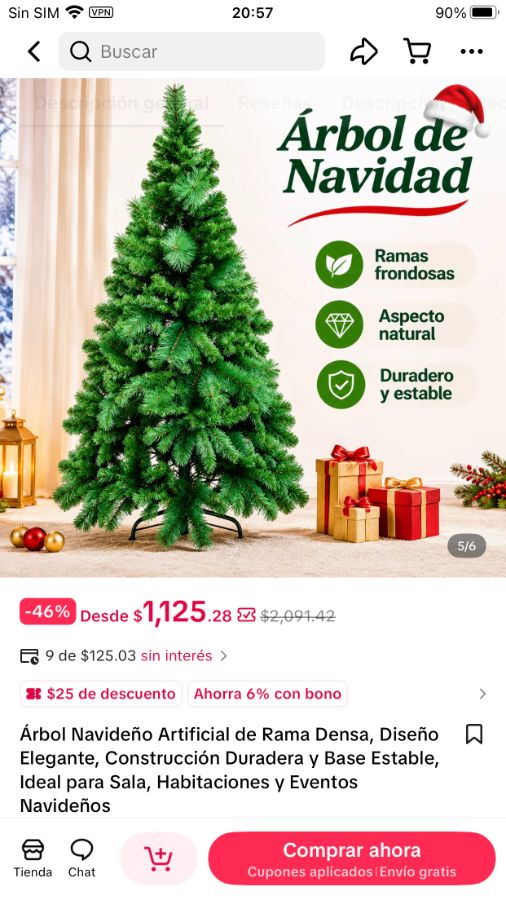 Sin SIM VPN 20:57 90%
Buscar
Descripción general Reseñas Descripción
Árbol de
Navidad
Ramas
frondosas
Aspecto
natural
Duradero
y estable
5/6
-46% Desde $1,125.28 $2,091.42
9 de $125.03 sin interés
$25 de descuento Ahorra 6% con bono
Árbol Navideño Artificial de Rama Densa, Diseño
Elegante, Construcción Duradera y Base Estable,
Ideal para Sala, Habitaciones y Eventos
Navideños
Tienda Chat
Comprar ahora
Cupones aplicados | Envío gratis